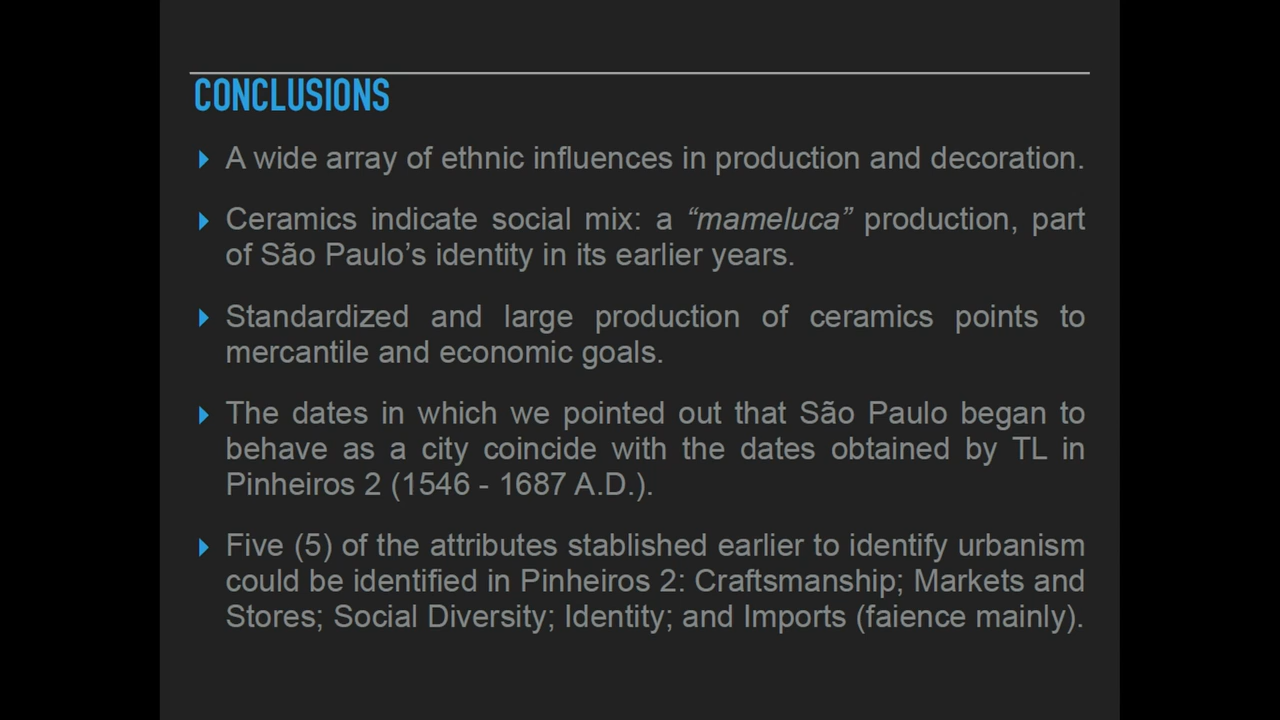 CONCLUSIONS
A wide array of ethnic influences in production and decoration.
Ceramics indicate social mix: a “mameluca” production, part
of São Paulo’s identity in its earlier years.
Standardized and large production of ceramics points to
mercantile and economic goals.
The dates in which we pointed out that São Paulo began to
behave as a city coincide with the dates obtained by TL in
Pinheiros 2 (1546 - 1687 A.D.).
Five (5) of the attributes stablished earlier to identify urbanism
could be identified in Pinheiros 2: Craftsmanship; Markets and
Stores; Social Diversity; Identity; and Imports (faience mainly).